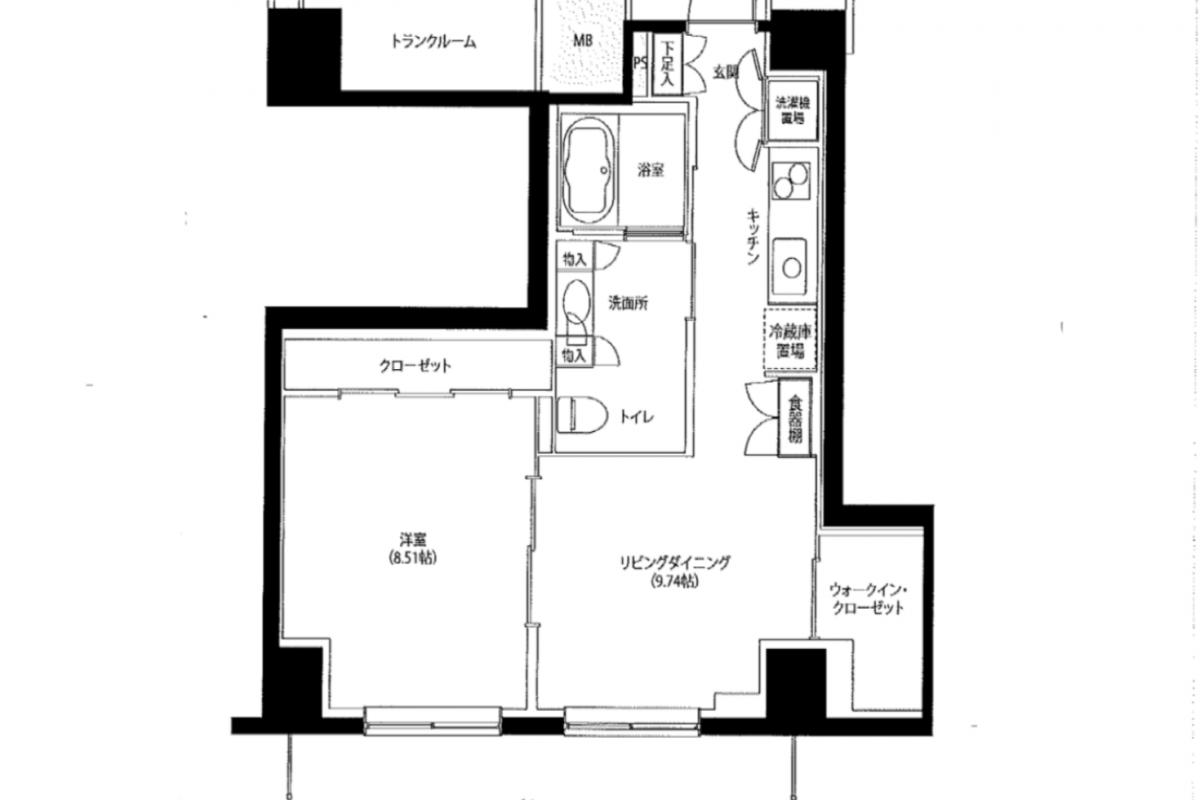 トランクルーム
MB
PS
下足入
玄関
洗濯機
置場
浴室
キッチン
物入
洗面所
冷蔵庫
置場
物入
クローゼット
食器棚
トイレ
洋室
(8.51帖)
リビングダイニング
(9.74帖)
ウォークイン・
クローゼット